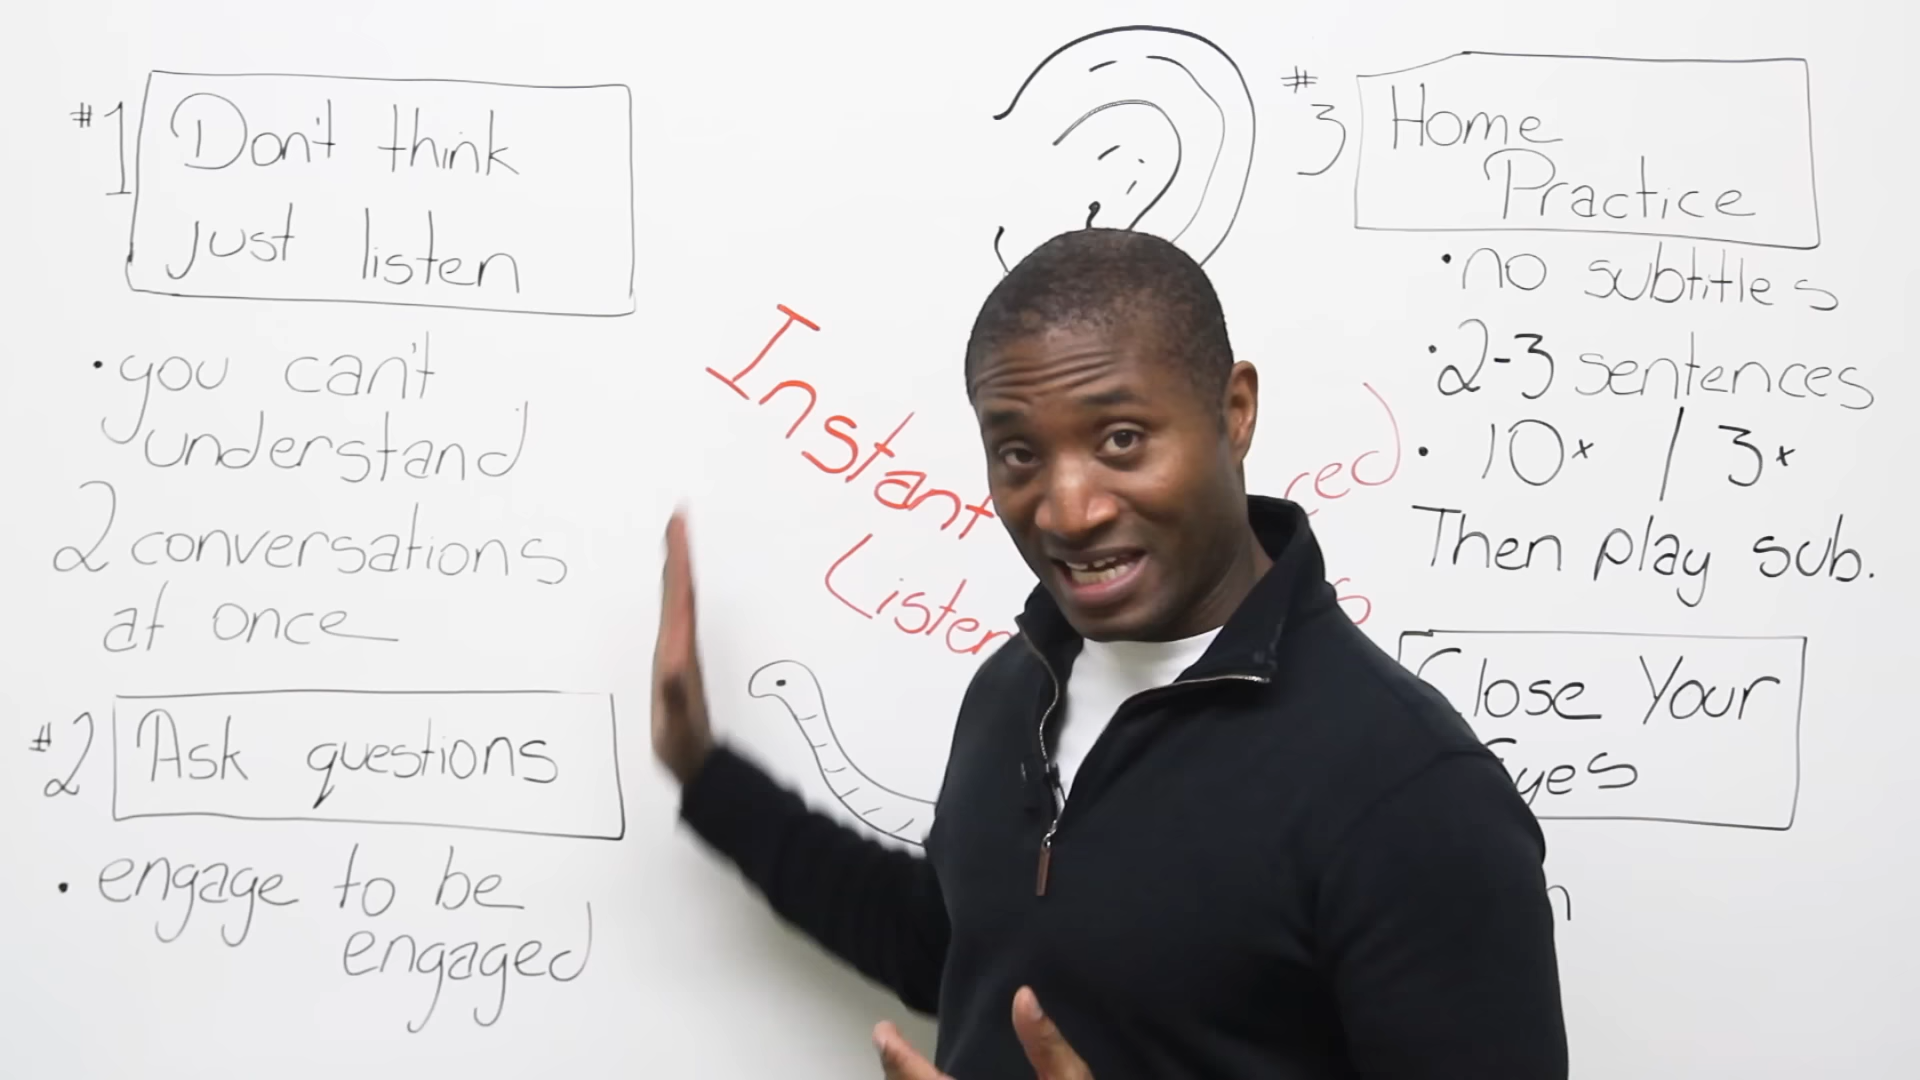 #1 Don't think
just listen
• you can't
understand
2 conversations
at once
#2 Ask questions
• engage to be
engaged
Instant
#3 Home
Practice
• no subtitles
• 2-3 sentences
• 10x / 3x
Then play sub.
Close Your
Eyes